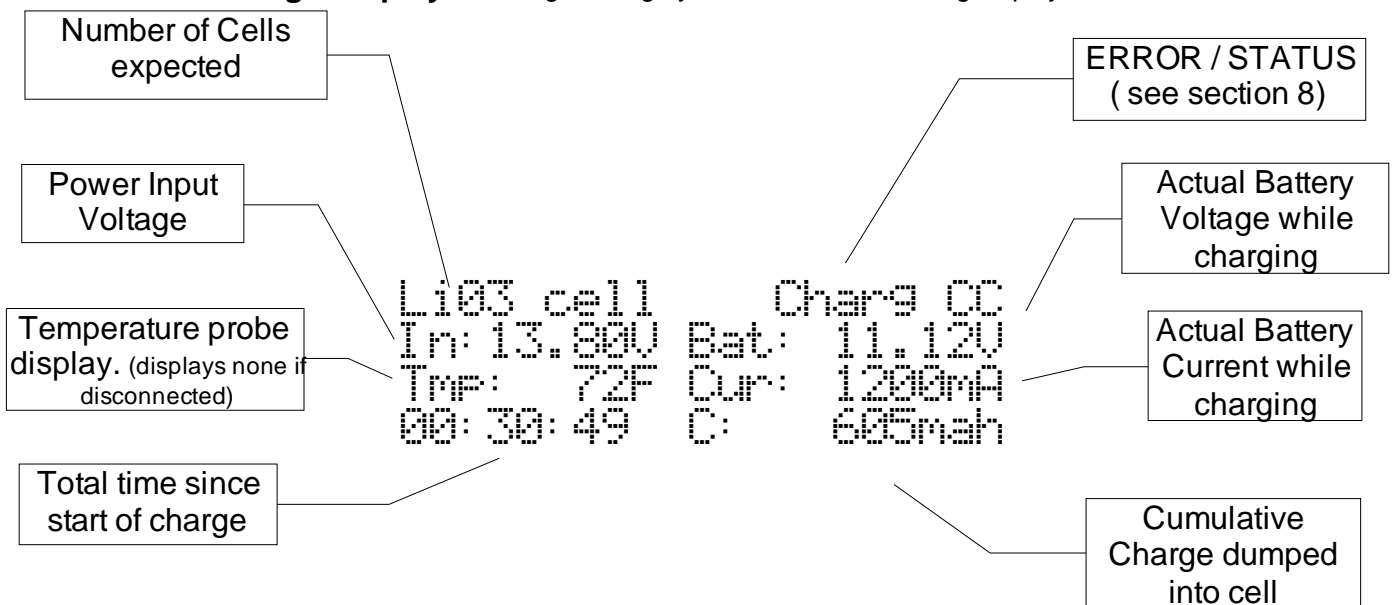 Number of Cells
expected
ERROR / STATUS
( see section 8)
Power Input
Voltage
Actual Battery
Voltage while
charging
Li03 cell Charg CC
In:13.80V Bat: 11.12V
Tmp: 72F Cur: 1200mA
00:30:49 C: 605mah
Temperature probe
display. (displays none if
disconnected)
Actual Battery
Current while
charging
Total time since
start of charge
Cumulative
Charge dumped
into cell